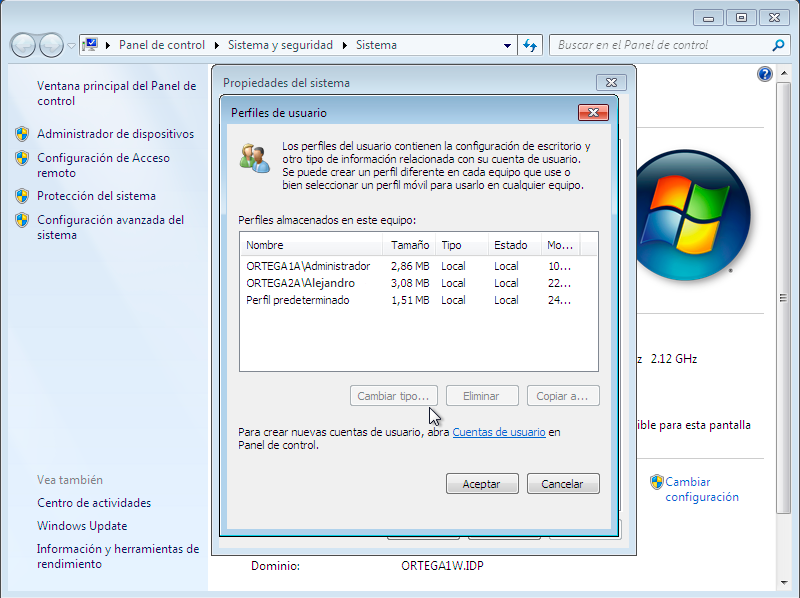 Panel de control
Sistema y seguridad
Sistema
Buscar en el Panel de control
Ventana principal del Panel de
control
Administrador de dispositivos
Configuración de Acceso
remoto
Protección del sistema
Configuración avanzada del
sistema
Vea también
Centro de actividades
Windows Update
Información y herramientas de
rendimiento
Propiedades del sistema
Perfiles de usuario
Los perfiles del usuario contienen la configuración de escritorio y
otro tipo de información relacionada con su cuenta de usuario.
Se puede crear un perfil diferente en cada equipo que use o
bien seleccionar un perfil móvil para usarlo en cualquier equipo.
Perfiles almacenados en este equipo:
Nombre Tamaño Tipo Estado Mo...
ORTEGA1A\Administrador 2,86 MB Local Local 10...
ORTEGA2A\Alejandro 3,08 MB Local Local 22...
Perfil predeterminado 1,51 MB Local Local 24...
Cambiar tipo... Eliminar Copiar a...
Para crear nuevas cuentas de usuario, abra Cuentas de usuario en
Panel de control.
Aceptar Cancelar
z 2.12 GHz
ible para esta pantalla
Cambiar
configuración
Dominio: ORTEGA1W.IDP